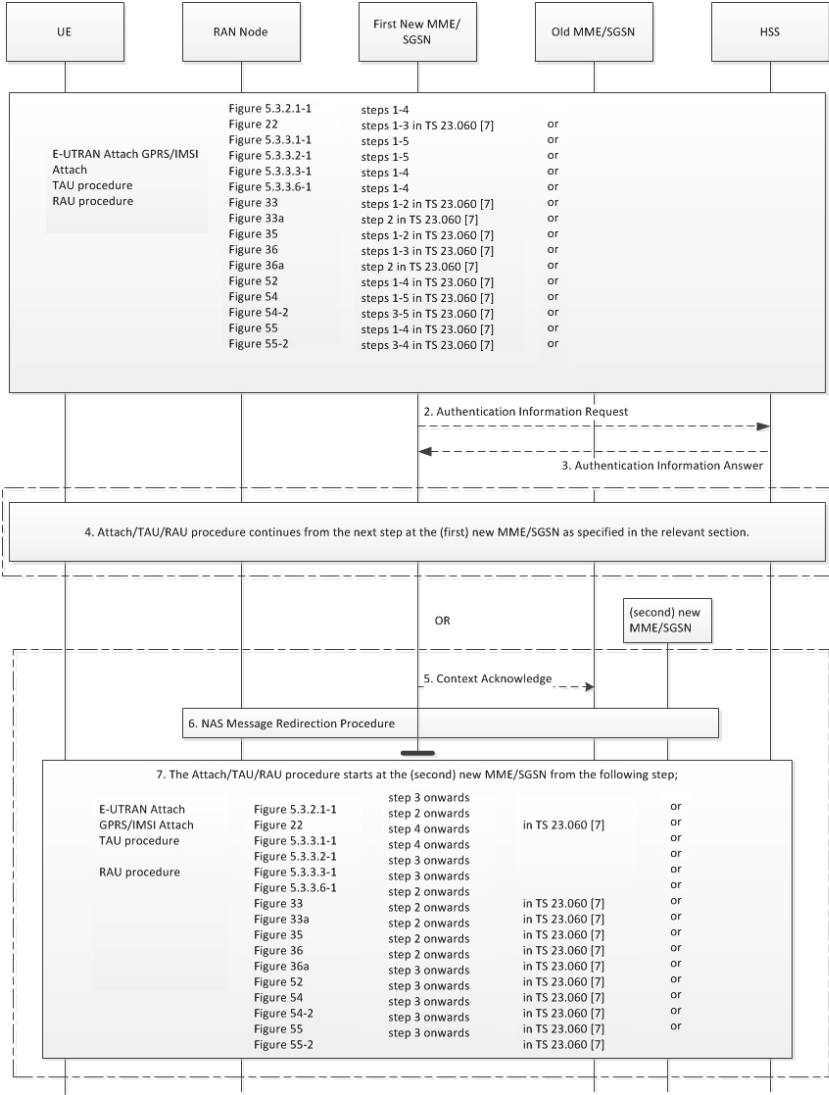 UE
RAN Node
First New MME/
SGSN
Old MME/SGSN
HSS
Figure 5.3.2.1-1 steps 1-4
Figure 22 steps 1-3 in TS 23.060 [7] or
Figure 5.3.3.1-1 steps 1-5 or
E-UTRAN Attach GPRS/IMSI Figure 5.3.3.2-1 steps 1-5 or
Attach Figure 5.3.3.3-1 steps 1-4 or
TAU procedure Figure 5.3.3.6-1 steps 1-4 or
RAU procedure Figure 33 steps 1-2 in TS 23.060 [7] or
Figure 33a step 2 in TS 23.060 [7] or
Figure 35 steps 1-2 in TS 23.060 [7] or
Figure 36 steps 1-3 in TS 23.060 [7] or
Figure 36a step 2 in TS 23.060 [7] or
Figure 52 steps 1-4 in TS 23.060 [7] or
Figure 54 steps 1-5 in TS 23.060 [7] or
Figure 54-2 steps 3-5 in TS 23.060 [7] or
Figure 55 steps 1-4 in TS 23.060 [7] or
Figure 55-2 steps 3-4 in TS 23.060 [7] or
2. Authentication Information Request
3. Authentication Information Answer
4. Attach/TAU/RAU procedure continues from the next step at the (first) new MME/SGSN as specified in the relevant section.
OR
(second) new
MME/SGSN
5. Context Acknowledge
6. NAS Message Redirection Procedure
7. The Attach/TAU/RAU procedure starts at the (second) new MME/SGSN from the following step;
step 3 onwards
E-UTRAN Attach Figure 5.3.2.1-1 step 2 onwards or
GPRS/IMSI Attach Figure 22 step 4 onwards in TS 23.060 [7] or
TAU procedure Figure 5.3.3.1-1 step 4 onwards or
Figure 5.3.3.2-1 step 3 onwards or
RAU procedure Figure 5.3.3.3-1 step 3 onwards or
Figure 5.3.3.6-1 step 2 onwards or
Figure 33 step 2 onwards in TS 23.060 [7] or
Figure 33a step 2 onwards in TS 23.060 [7] or
Figure 35 step 2 onwards in TS 23.060 [7] or
Figure 36 step 2 onwards in TS 23.060 [7] or
Figure 36a step 3 onwards in TS 23.060 [7] or
Figure 52 step 3 onwards in TS 23.060 [7] or
Figure 54 step 3 onwards in TS 23.060 [7] or
Figure 54-2 step 3 onwards in TS 23.060 [7] or
Figure 55 step 3 onwards in TS 23.060 [7] or
Figure 55-2 in TS 23.060 [7]